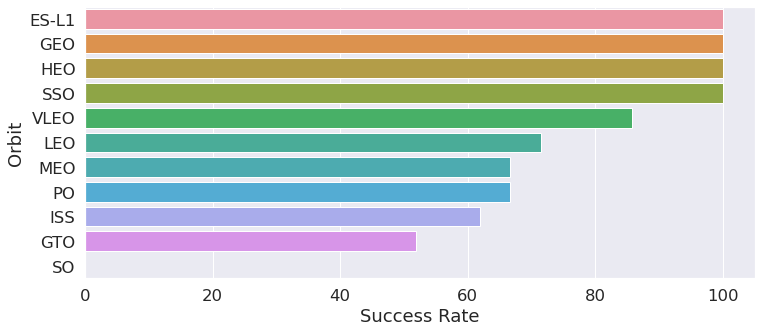 ES-L1
GEO
HEO
SSO
VLEO
LEO
MEO
PO
ISS
GTO
SO
Orbit
0 20 40 60 80 100
Success Rate